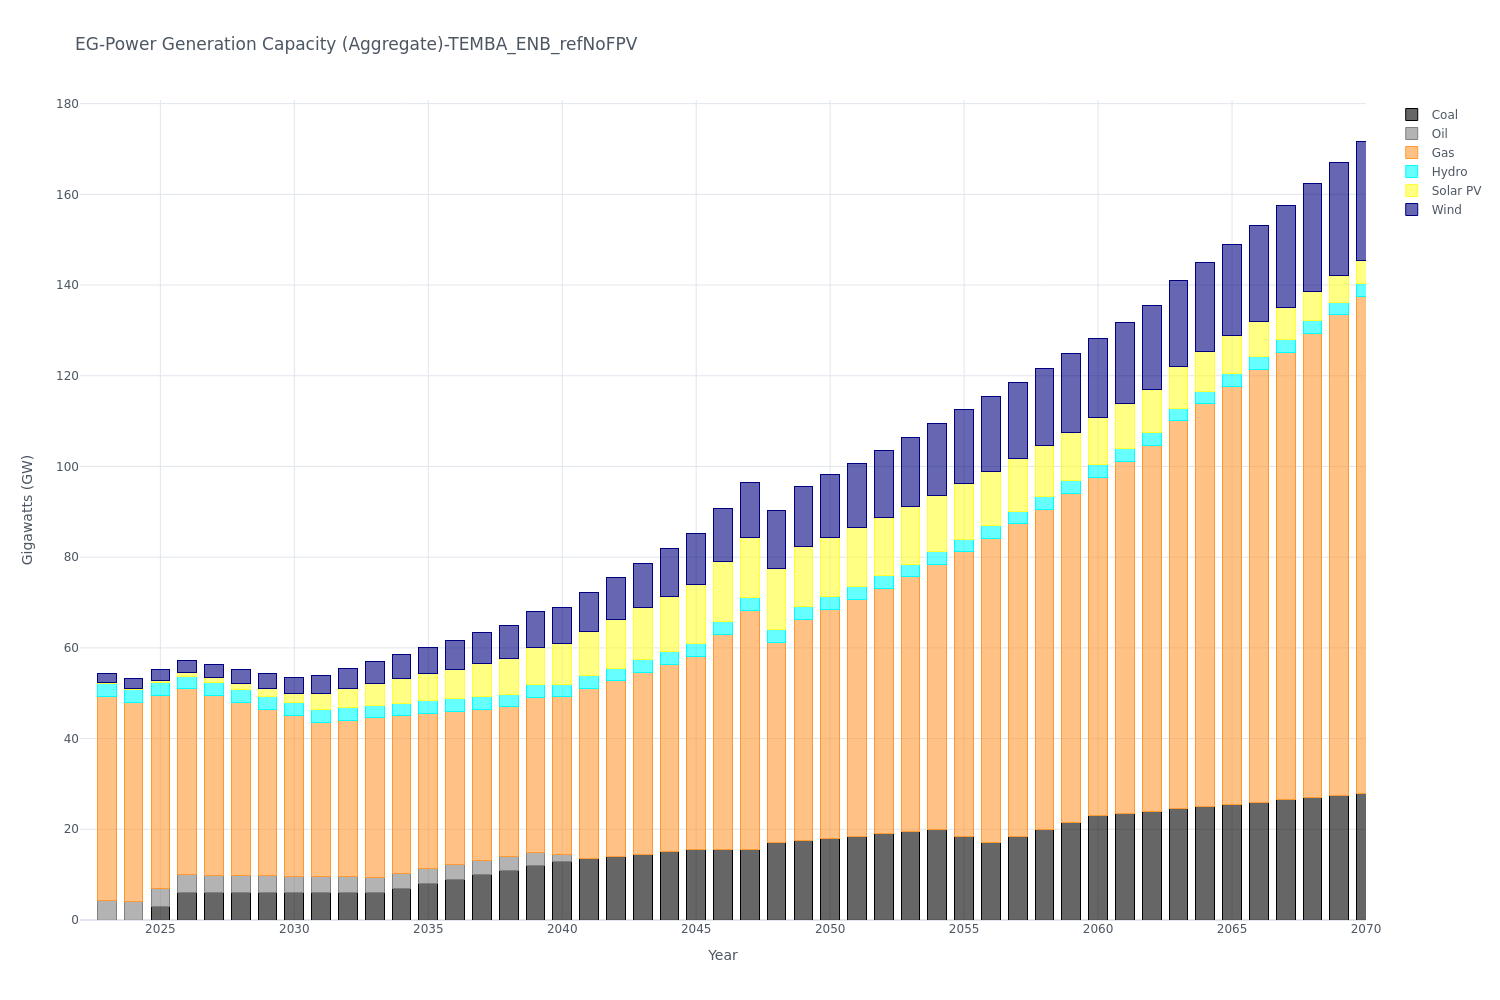 EG-Power Generation Capacity (Aggregate)-TEMBA_ENB_refNoFPV
180
160
140
120
100
80
60
40
20
0
Gigawatts (GW)
2025 2030 2035 2040 2045 2050 2055 2060 2065 2070
Year
Coal
Oil
Gas
Hydro
Solar PV
Wind